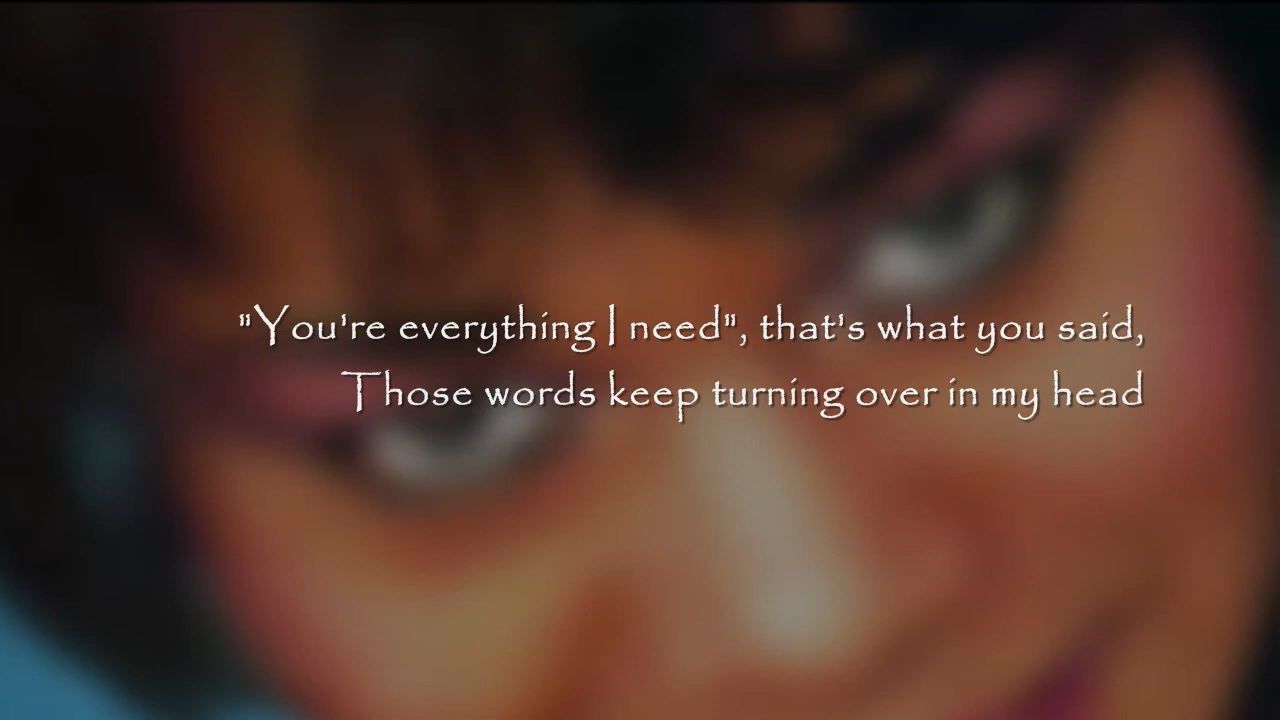 "You're everything I need", that's what you said,
Those words keep turning over in my head